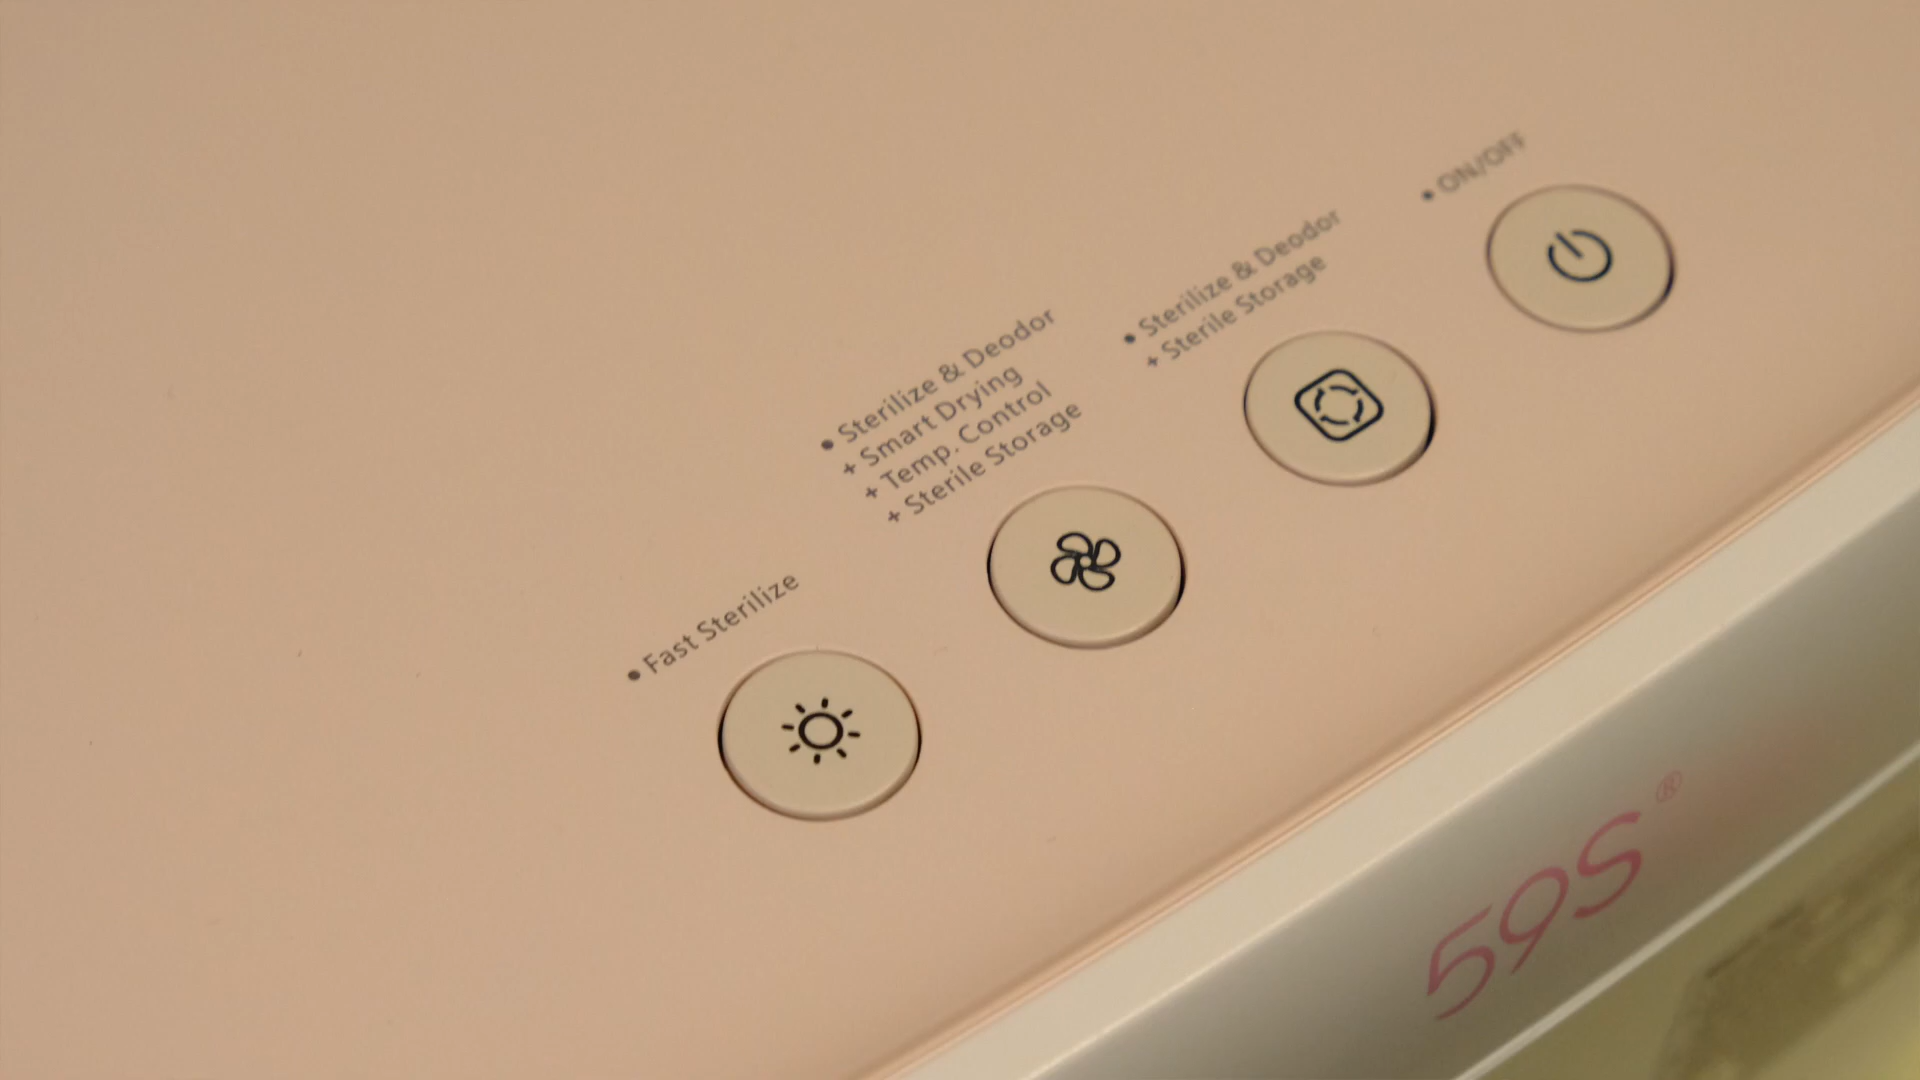 • Fast Sterilize
• Sterilize & Deodor
+ Smart Drying
+ Temp. Control
+ Sterile Storage
• Sterilize & Deodor
+ Sterile Storage
• ON/OFF
59S®